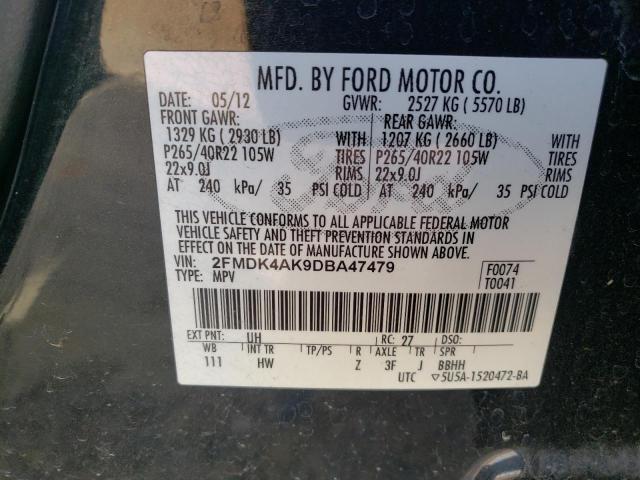 MFD. BY FORD MOTOR CO.
DATE: 05/12 GVWR: 2527 KG ( 5570 LB)
FRONT GAWR: REAR GAWR:
1329 KG ( 2930 LB) WITH 1207 KG ( 2660 LB) WITH
P265/40R22 105W TIRES P265/40R22 105W TIRES
22x9.0J RIMS 22x9.0J RIMS
AT 240 kPa/ 35 PSI COLD AT 240 kPa/ 35 PSI COLD
THIS VEHICLE CONFORMS TO ALL APPLICABLE FEDERAL MOTOR
VEHICLE SAFETY AND THEFT PREVENTION STANDARDS IN
EFFECT ON THE DATE OF MANUFACTURE SHOWN ABOVE.
VIN: 2FMDK4AK9DBA47479
TYPE: MPV
F0074
T0041
EXT PNT: UH RC: 27 DSO:
WB INT TR TP/PS R AXLE TR SPR
111 HW Z 3F J BBHH
UTC ▽5U5A-1520472-BA
Ford